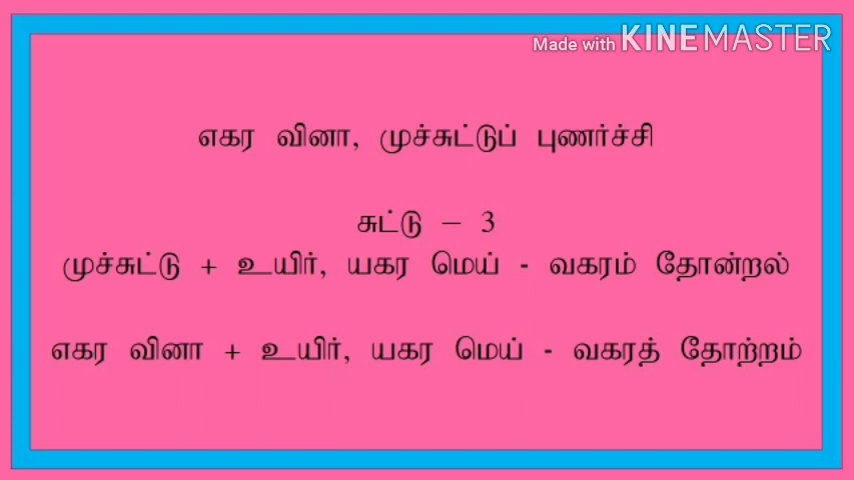 Made with KINEMASTER
எகர வினா, முச்சுட்டுப் புணர்ச்சி
சுட்டு – 3
முச்சுட்டு + உயிர், யகர மெய் - வகரம் தோன்றல்
எகர வினா + உயிர், யகர மெய் - வகரத் தோற்றம்